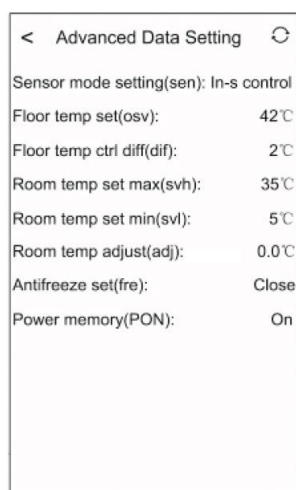 < Advanced Data Setting
Sensor mode setting(sen): In-s control
Floor temp set(osv): 42℃
Floor temp ctrl diff(dif): 2℃
Room temp set max(svh): 35℃
Room temp set min(svl): 5℃
Room temp adjust(adj): 0.0℃
Antifreeze set(fre): Close
Power memory(PON): On